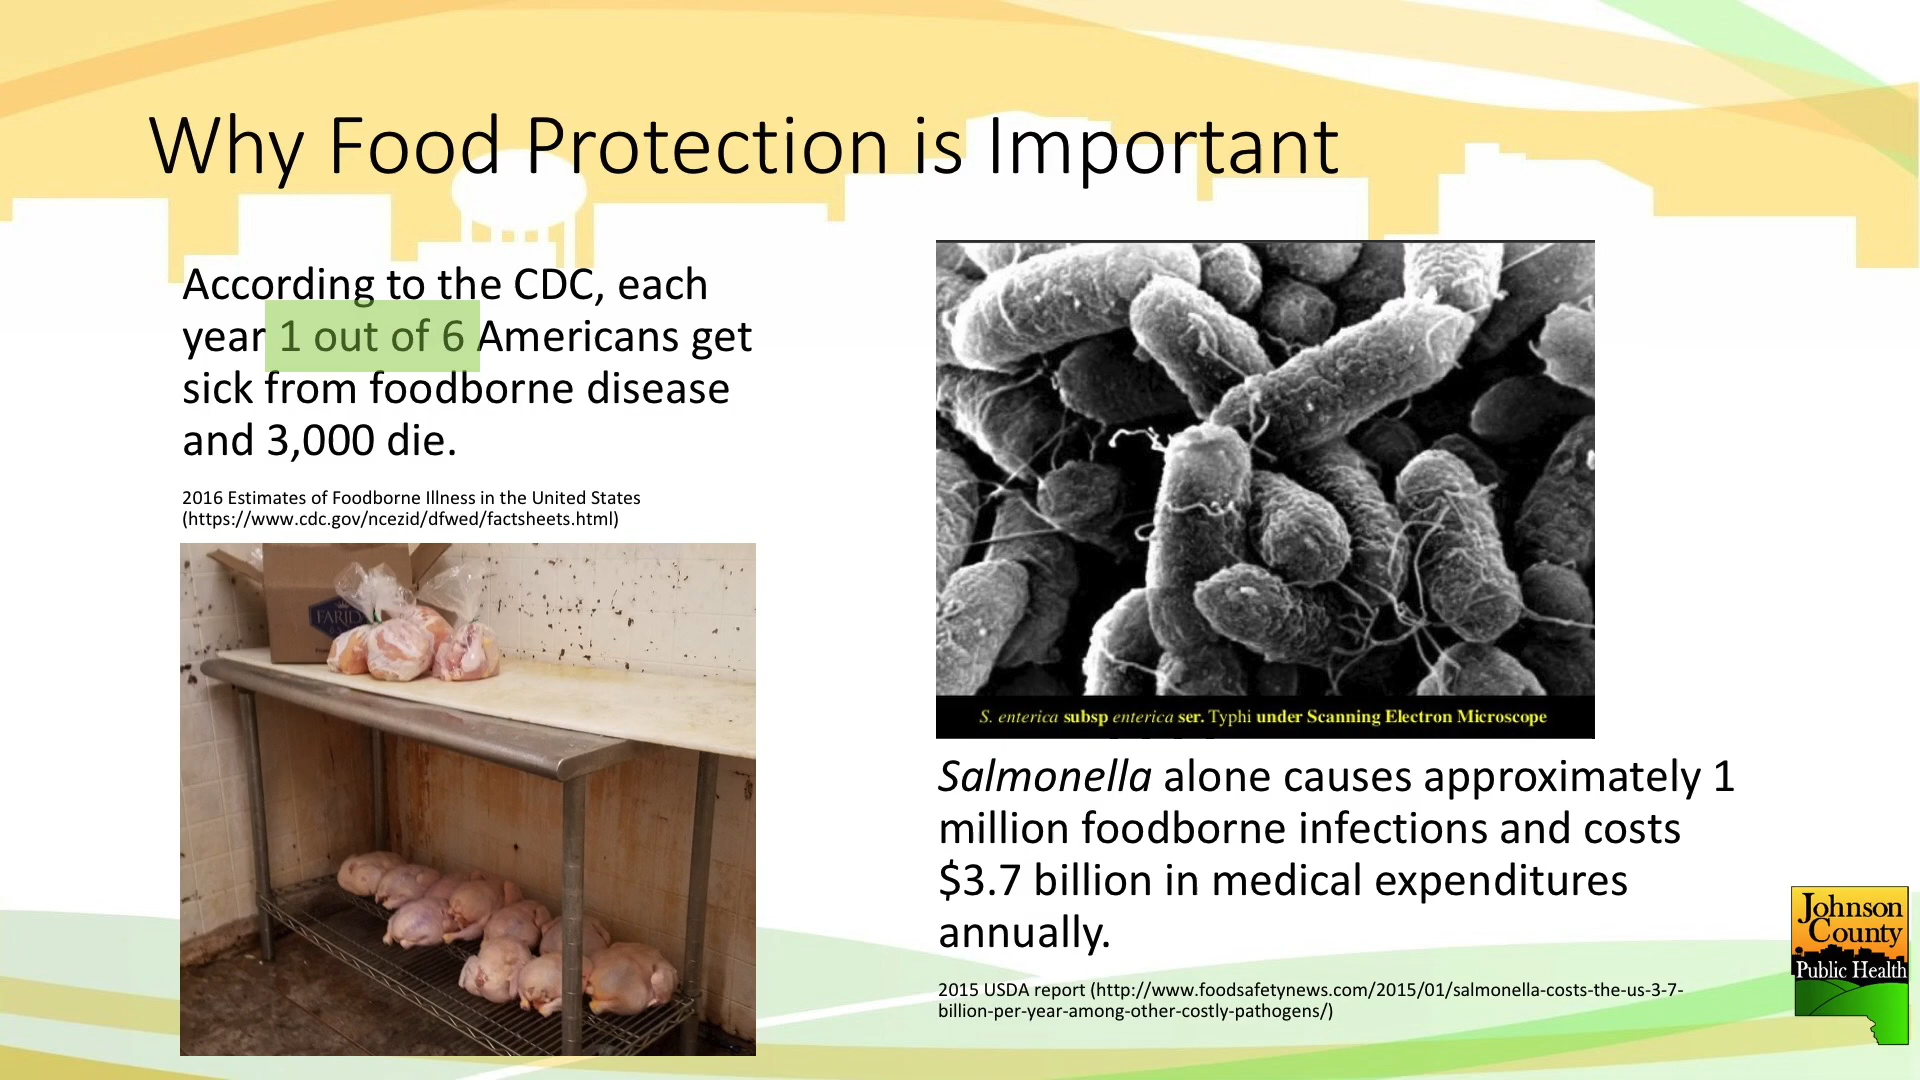 Why Food Protection is Important
According to the CDC, each
year 1 out of 6 Americans get
sick from foodborne disease
and 3,000 die.
2016 Estimates of Foodborne Illness in the United States
(https://www.cdc.gov/ncezid/dfwed/factsheets.html)
FARID
S. enterica subsp enterica ser. Typhi under Scanning Electron Microscope
Salmonella alone causes approximately 1
million foodborne infections and costs
$3.7 billion in medical expenditures
annually.
2015 USDA report (http://www.foodsafetynews.com/2015/01/salmonella-costs-the-us-3-7-
billion-per-year-among-other-costly-pathogens/)
Johnson
County
Public Health